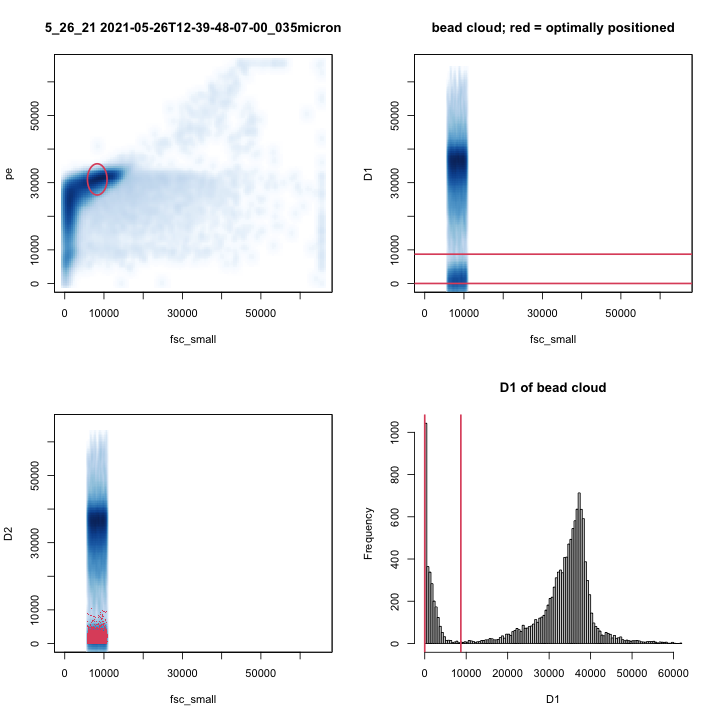 5_26_21 2021-05-26T12-39-48-07-00_035micron
pe
0 10000 30000 50000
0 10000 30000 50000
fsc_small
bead cloud; red = optimally positioned
D1
0 10000 30000 50000
0 10000 30000 50000
fsc_small
D2
0 10000 30000 50000
0 10000 30000 50000
fsc_small
D1 of bead cloud
Frequency
0 200 400 600 800 1000
0 10000 20000 30000 40000 50000 60000
D1